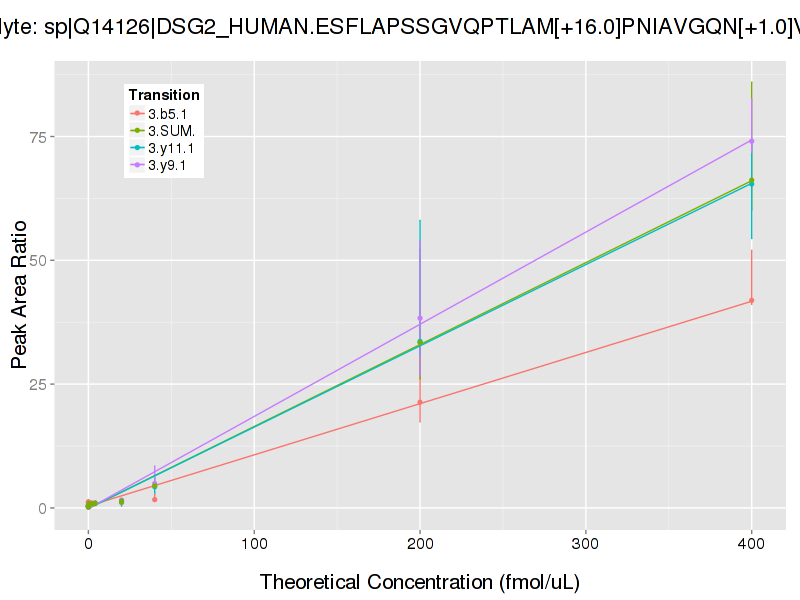 lyte: sp|Q14126|DSG2_HUMAN.ESFLAPSSGVQPTLAM[+16.0]PNIAVGQN[+1.0]V
Transition
3.b5.1
3.SUM.
3.y11.1
3.y9.1
75
50
25
0
Peak Area Ratio
0 100 200 300 400
Theoretical Concentration (fmol/uL)